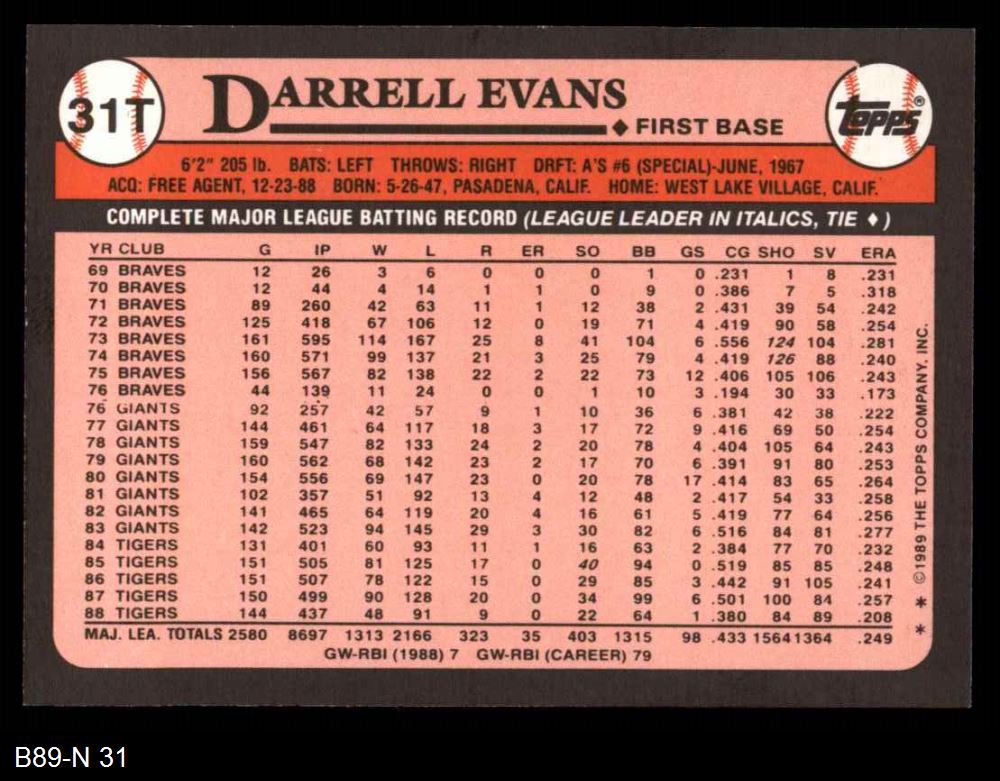 31T
DARRELL EVANS
◆ FIRST BASE
TOPPS®
6'2" 205 lb. BATS: LEFT THROWS: RIGHT DRFT: A'S #6 (SPECIAL)-JUNE, 1967
ACQ: FREE AGENT, 12-23-88 BORN: 5-26-47, PASADENA, CALIF. HOME: WEST LAKE VILLAGE, CALIF.
COMPLETE MAJOR LEAGUE BATTING RECORD (LEAGUE LEADER IN ITALICS, TIE ♦)
YR CLUB G IP W L R ER SO BB GS CG SHO SV ERA
69 BRAVES 12 26 3 6 0 0 0 1 0 .231 1 8 .231
70 BRAVES 12 44 4 14 1 1 0 9 0 .386 7 5 .318
71 BRAVES 89 260 42 63 11 1 12 38 2 .431 39 54 .242
72 BRAVES 125 418 67 106 12 0 19 71 4 .419 90 58 .254
73 BRAVES 161 595 114 167 25 8 41 104 6 .556 124 104 .281
74 BRAVES 160 571 99 137 21 3 25 79 4 .419 126 88 .240
75 BRAVES 156 567 82 138 22 2 22 73 12 .406 105 106 .243
76 BRAVES 44 139 11 24 0 0 1 10 3 .194 30 33 .173
76 GIANTS 92 257 42 57 9 1 10 36 6 .381 42 38 .222
77 GIANTS 144 461 64 117 18 3 17 72 9 .416 69 50 .254
78 GIANTS 159 547 82 133 24 2 20 78 4 .404 105 64 .243
79 GIANTS 160 562 68 142 23 2 17 70 6 .391 91 80 .253
80 GIANTS 154 556 69 147 23 0 20 78 17 .414 83 65 .264
81 GIANTS 102 357 51 92 13 4 12 48 2 .417 54 33 .258
82 GIANTS 141 465 64 119 20 4 16 61 5 .419 77 64 .256
83 GIANTS 142 523 94 145 29 3 30 82 6 .516 84 81 .277
84 TIGERS 131 401 60 93 11 1 16 63 2 .384 77 70 .232
85 TIGERS 151 505 81 125 17 0 40 94 0 .519 85 85 .248
86 TIGERS 151 507 78 122 15 0 29 85 3 .442 91 105 .241
87 TIGERS 150 499 90 128 20 0 34 99 6 .501 100 84 .257
88 TIGERS 144 437 48 91 9 0 22 64 1 .380 84 89 .208
MAJ. LEA. TOTALS 2580 8697 1313 2166 323 35 403 1315 98 .433 1564 1364 .249
GW-RBI (1988) 7 GW-RBI (CAREER) 79
* * ©1989 THE TOPPS COMPANY, INC.
B89-N 31